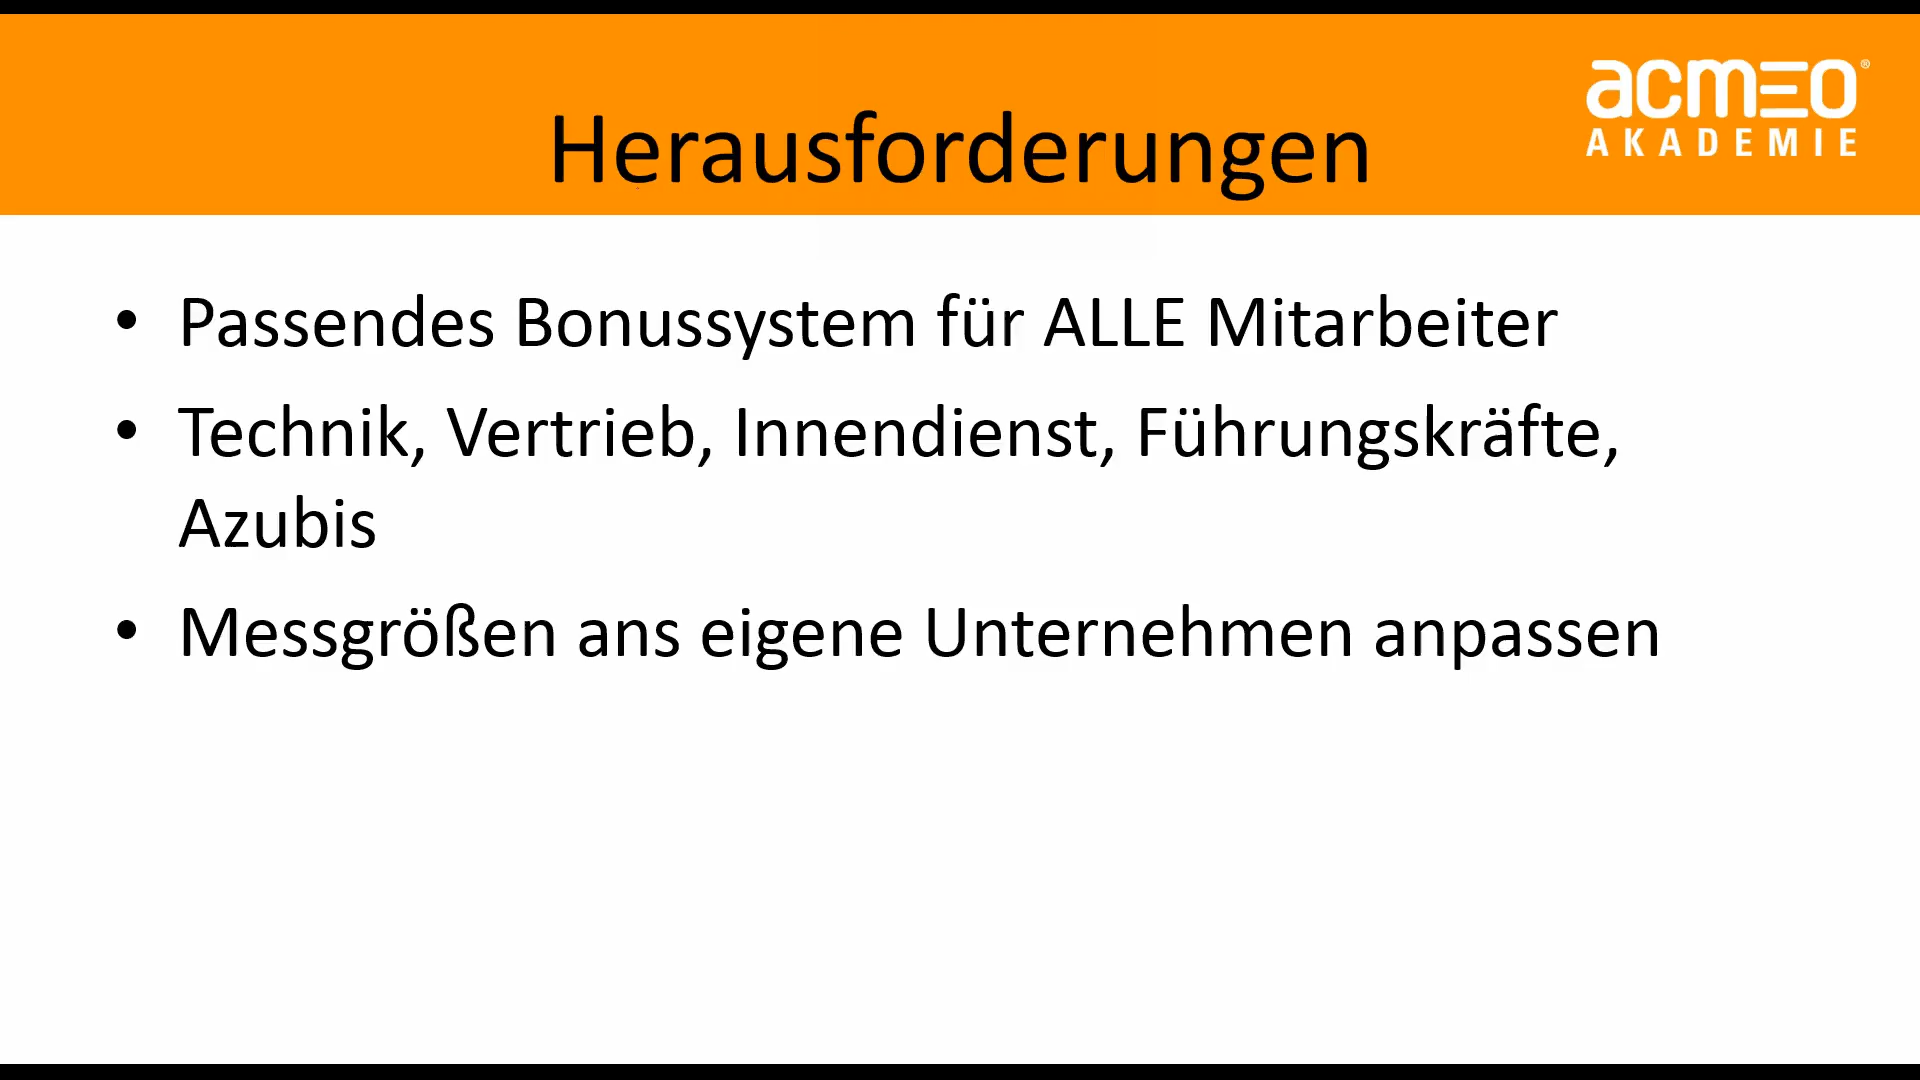 acmeo®
AKADEMIE
Herausforderungen
• Passendes Bonussystem für ALLE Mitarbeiter
• Technik, Vertrieb, Innendienst, Führungskräfte,
Azubis
• Messgrößen ans eigene Unternehmen anpassen